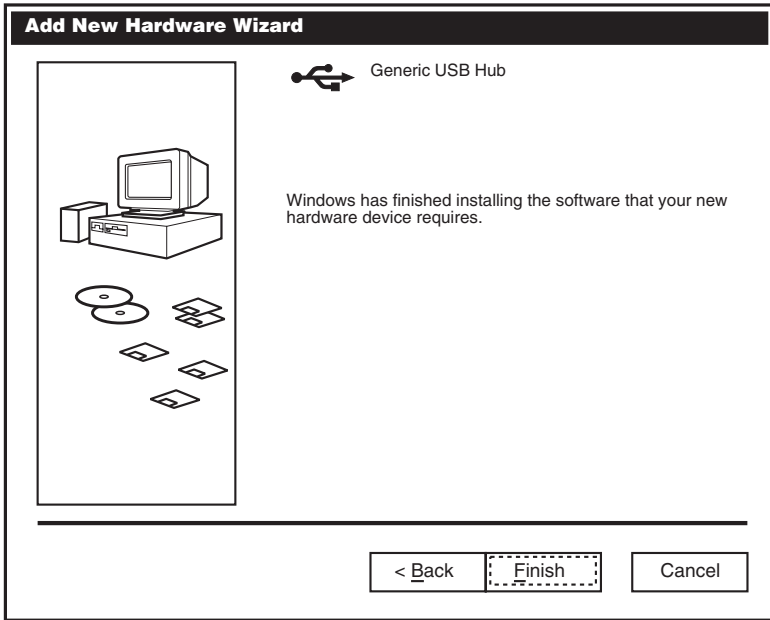 Add New Hardware Wizard
Generic USB Hub
Windows has finished installing the software that your new
hardware device requires.
< Back Finish Cancel